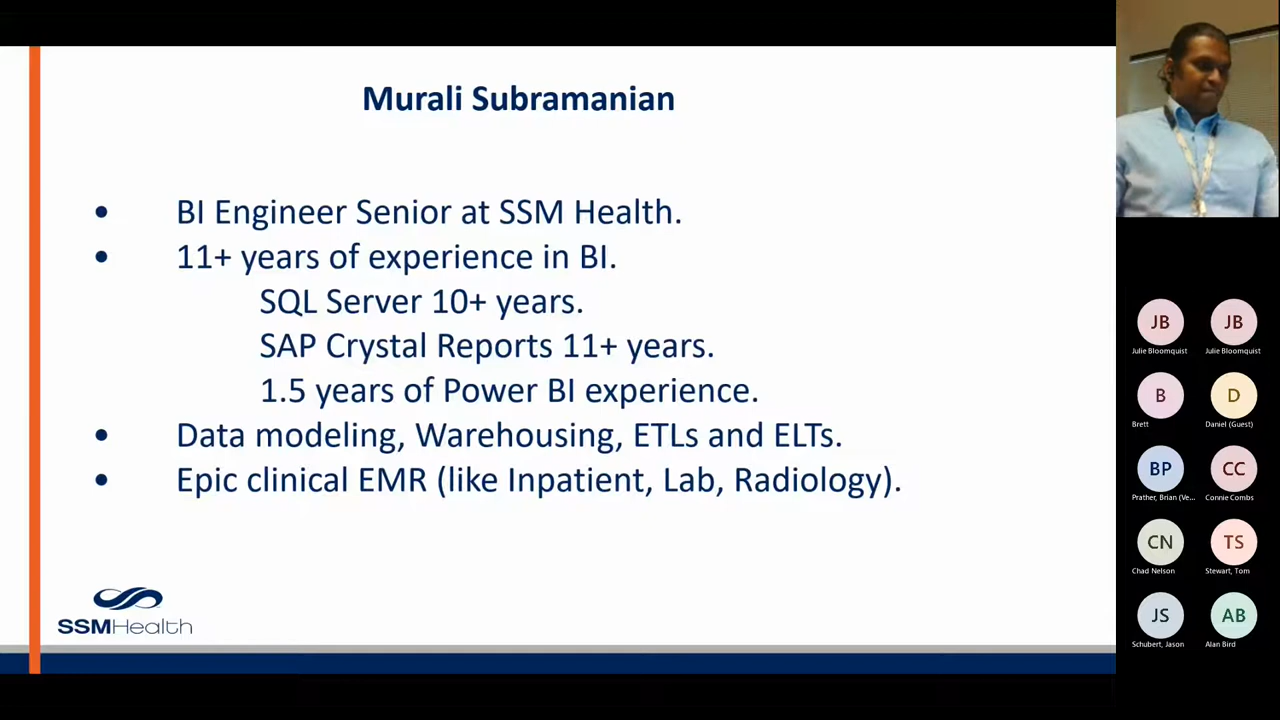 Murali Subramanian
• BI Engineer Senior at SSM Health.
• 11+ years of experience in BI.
SQL Server 10+ years.
SAP Crystal Reports 11+ years.
1.5 years of Power BI experience.
• Data modeling, Warehousing, ETLs and ELTs.
• Epic clinical EMR (like Inpatient, Lab, Radiology).
SSMHealth
JB JB
Julie Bloomquist Julie Bloomquist
B D
Brett Daniel (Guest)
BP CC
Prather, Brian (Ve... Connie Combs
CN TS
Chad Nelson Stewart, Tom
JS AB
Schubert, Jason Alan Bird